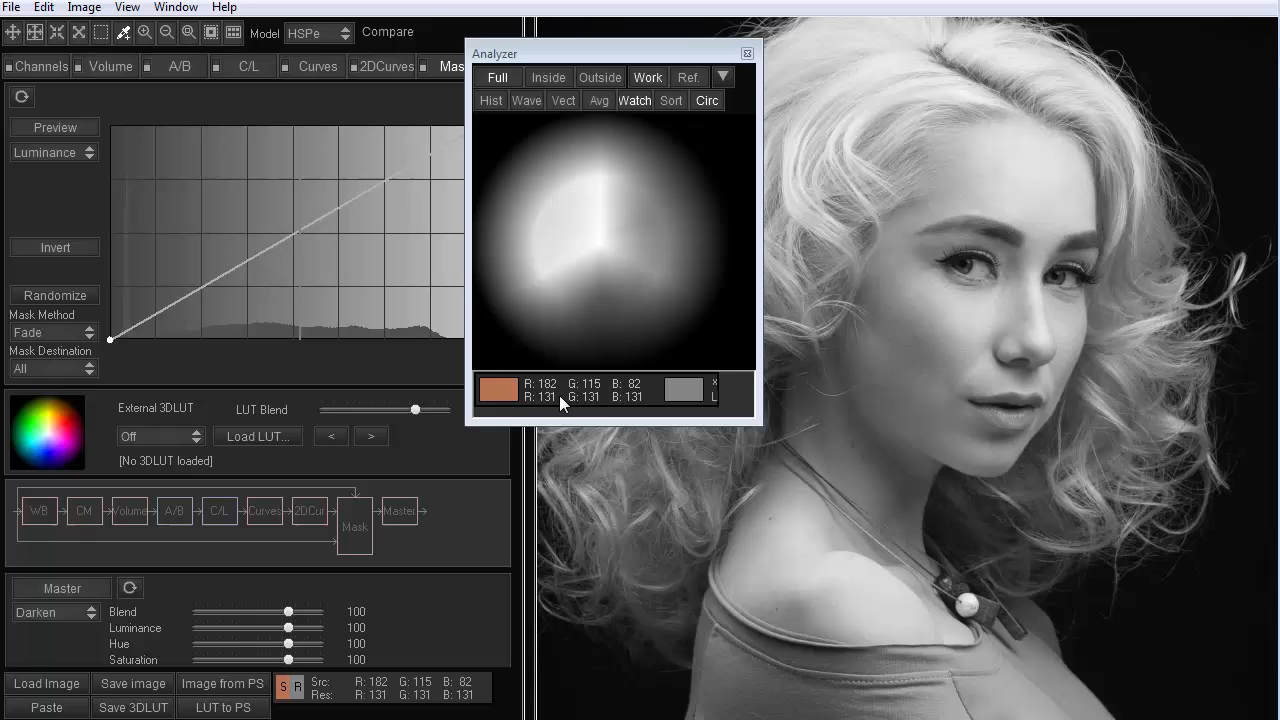 File Edit Image View Window Help
Model HSPe Compare
Channels Volume A/B C/L Curves 2DCurves Mas
Analyzer
Full Inside Outside Work Ref.
Hist Wave Vect Avg Watch Sort Circ
Preview
Luminance
Invert
Randomize
Mask Method
Fade
Mask Destination
All
R: 182 G: 115 B: 82 X
R: 131 G: 131 B: 131 L
External 3DLUT LUT Blend
Off Load LUT... < >
[No 3DLUT loaded]
WB CM Volume A/B C/L Curves 2DCur Mask Master
Master
Darken Blend 100
Luminance 100
Hue 100
Saturation 100
Load Image Save image Image from PS S R Src: R: 182 G: 115 B: 82
Paste Save 3DLUT LUT to PS Res: R: 131 G: 131 B: 131